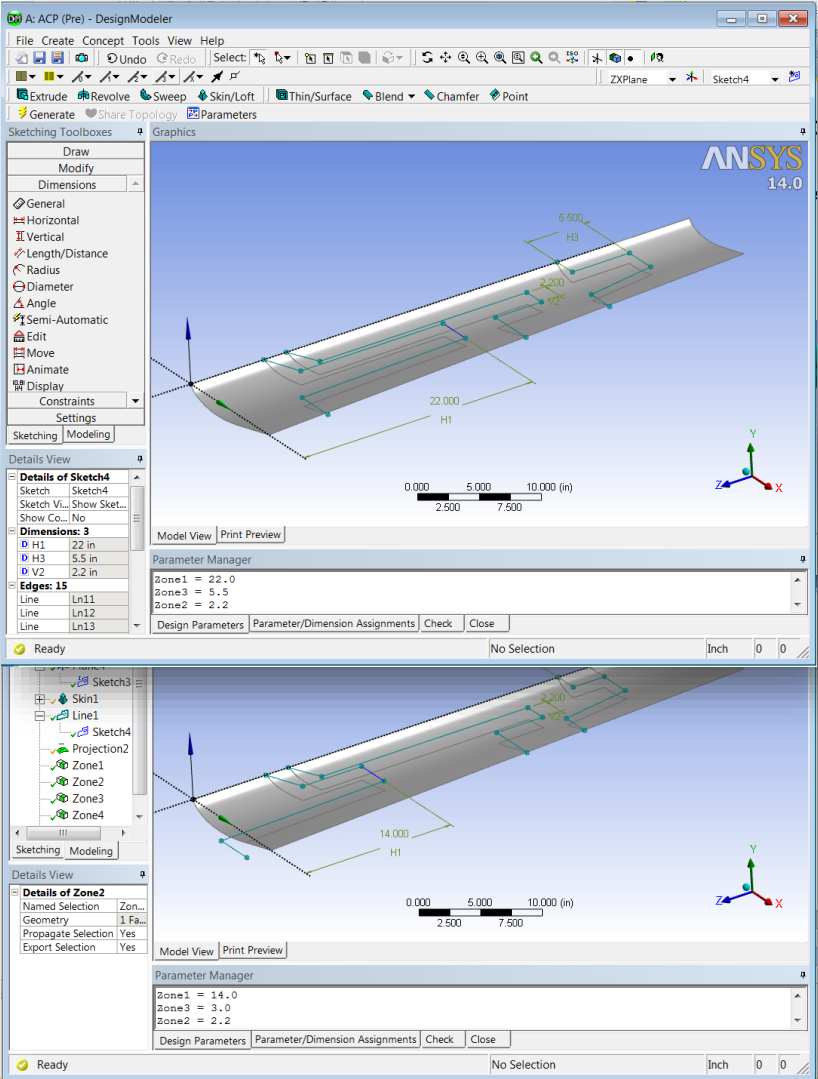 A: ACP (Pre) - DesignModeler
File Create Concept Tools View Help
Undo Redo Select:
ZXPlane Sketch4
Extrude Revolve Sweep Skin/Loft Thin/Surface Blend Chamfer Point
Generate Share Topology Parameters
Sketching Toolboxes
Draw
Modify
Dimensions
General
Horizontal
Vertical
Length/Distance
Radius
Diameter
Angle
Semi-Automatic
Edit
Move
Animate
Display
Constraints
Settings
Sketching Modeling
Graphics
ANSYS
14.0
5.500
H3
2.200
V2
22.000
H1
Y
Z X
0.000 5.000 10.000 (in)
2.500 7.500
Model View Print Preview
Details View
Details of Sketch4
Sketch Sketch4
Sketch Vi... Show Sket...
Show Co... No
Dimensions: 3
D H1 22 in
D H3 5.5 in
D V2 2.2 in
Edges: 15
Line Ln11
Line Ln12
Line Ln13
Parameter Manager
Zone1 = 22.0
Zone3 = 5.5
Zone2 = 2.2
Design Parameters Parameter/Dimension Assignments Check Close
Ready No Selection Inch 0 0
Sketch3
Skin1
Line1
Sketch4
Projection2
Zone1
Zone2
Zone3
Zone4
Sketching Modeling
2.200
V2
14.000
H1
Y
Z X
0.000 5.000 10.000 (in)
2.500 7.500
Model View Print Preview
Details View
Details of Zone2
Named Selection Zon...
Geometry 1 Fa...
Propagate Selection Yes
Export Selection Yes
Parameter Manager
Zone1 = 14.0
Zone3 = 3.0
Zone2 = 2.2
Design Parameters Parameter/Dimension Assignments Check Close
Ready No Selection Inch 0 0